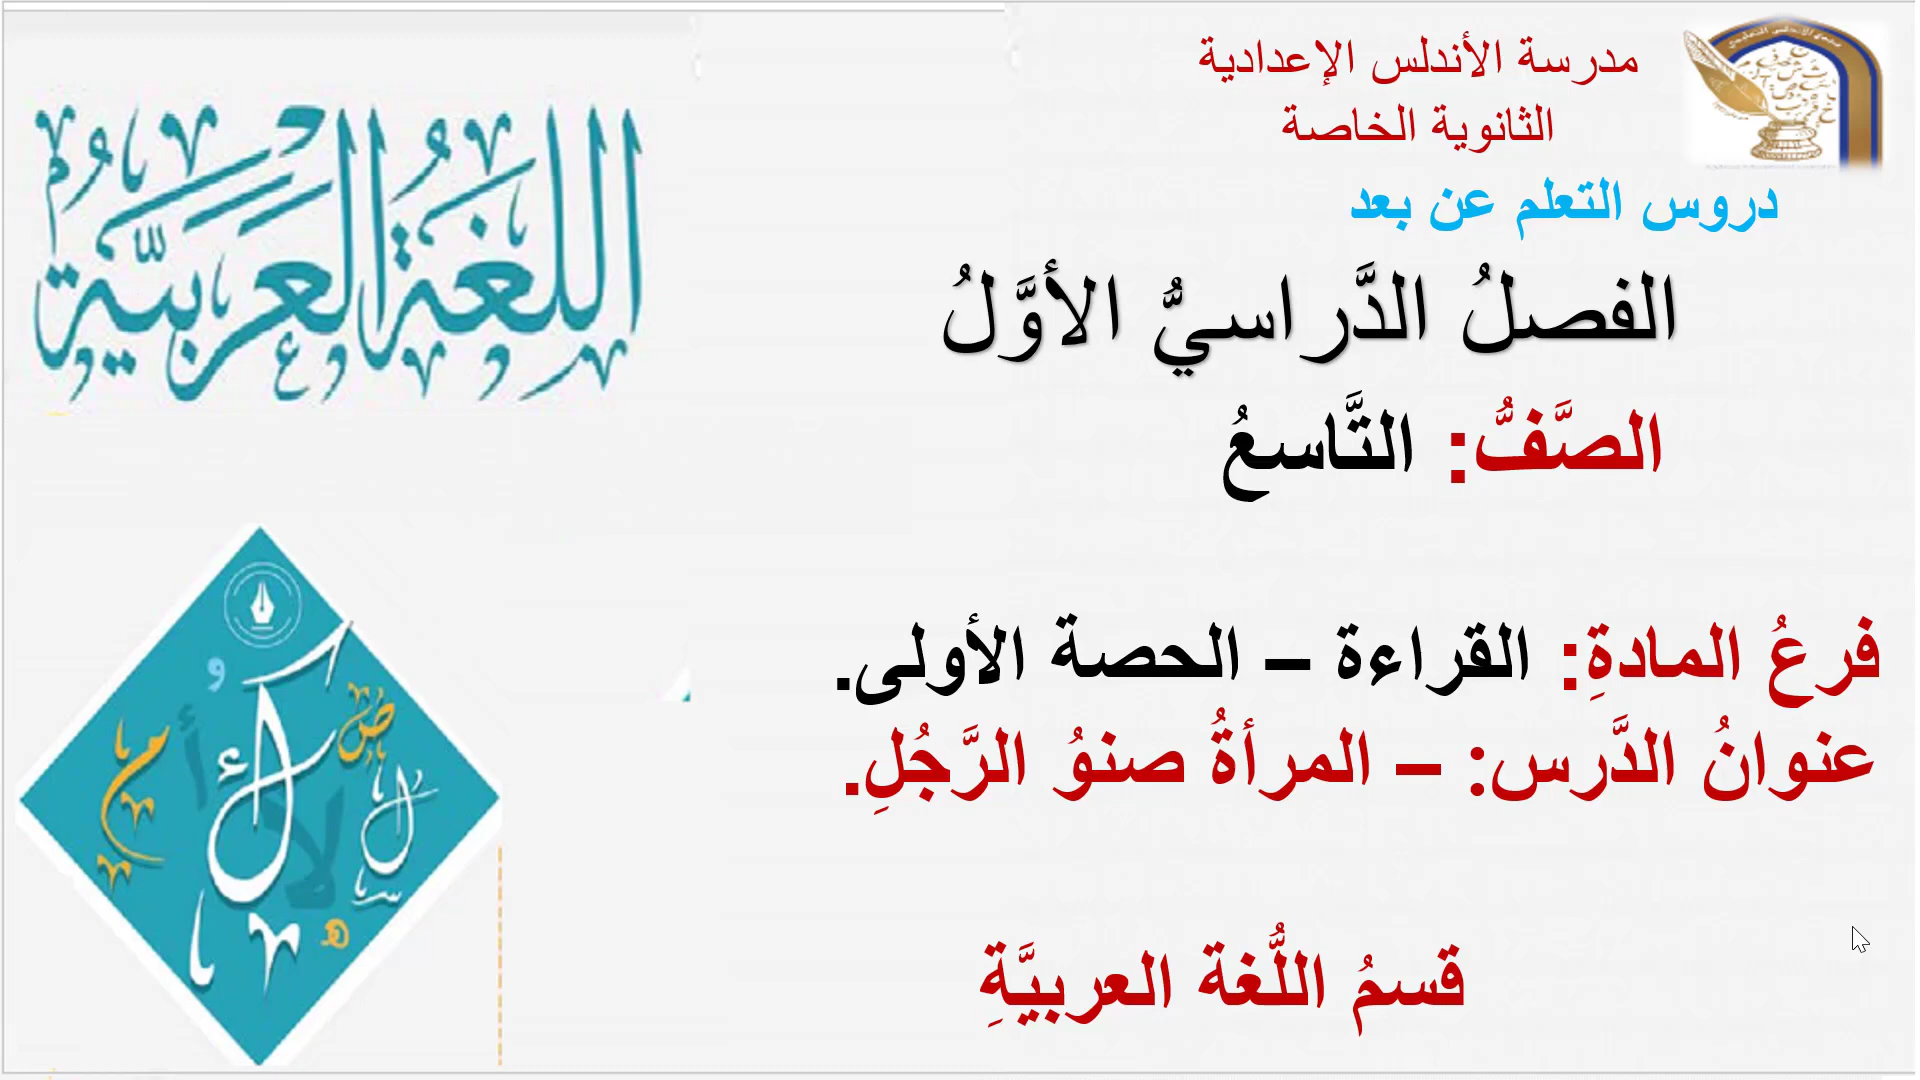 مدرسة الأندلس الإعدادية
الثانوية الخاصة
دروس التعلم عن بعد
اللغةُ العربيّة
الفصلُ الدَّراسيُّ الأوَّلُ
الصَّفُّ: التَّاسعُ
فرعُ المادةِ: القراءة – الحصة الأولى.
عنوانُ الدَّرس: – المرأةُ صنوُ الرَّجُلِ.
قسمُ اللُّغة العربيَّةِ